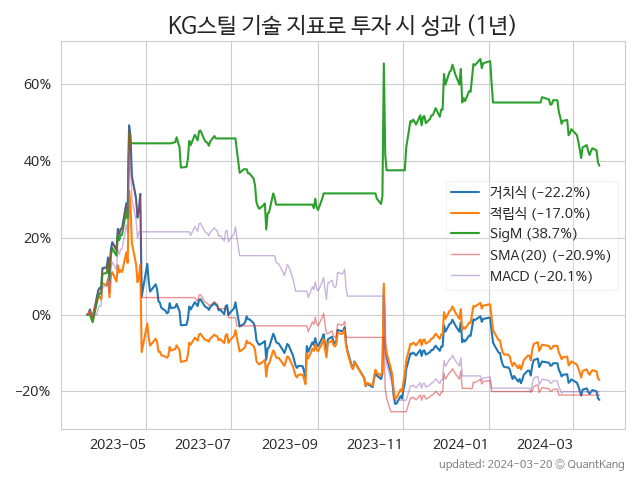 KG스틸 기술 지표로 투자 시 성과 (1년)
60%
40%
20%
0%
−20%
거치식 (−22.2%)
적립식 (−17.0%)
SigM (38.7%)
SMA(20) (−20.9%)
MACD (−20.1%)
2023−05 2023−07 2023−09 2023−11 2024−01 2024−03
updated: 2024−03−20 © QuantKang